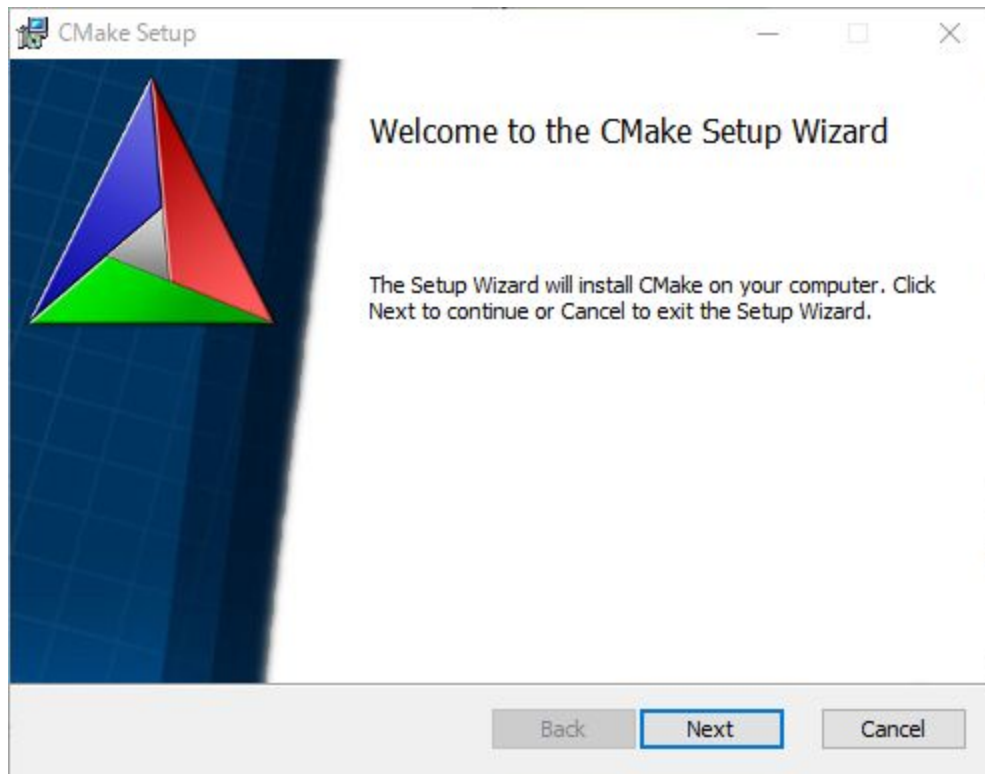 CMake Setup
Welcome to the CMake Setup Wizard
The Setup Wizard will install CMake on your computer. Click
Next to continue or Cancel to exit the Setup Wizard.
Back Next Cancel